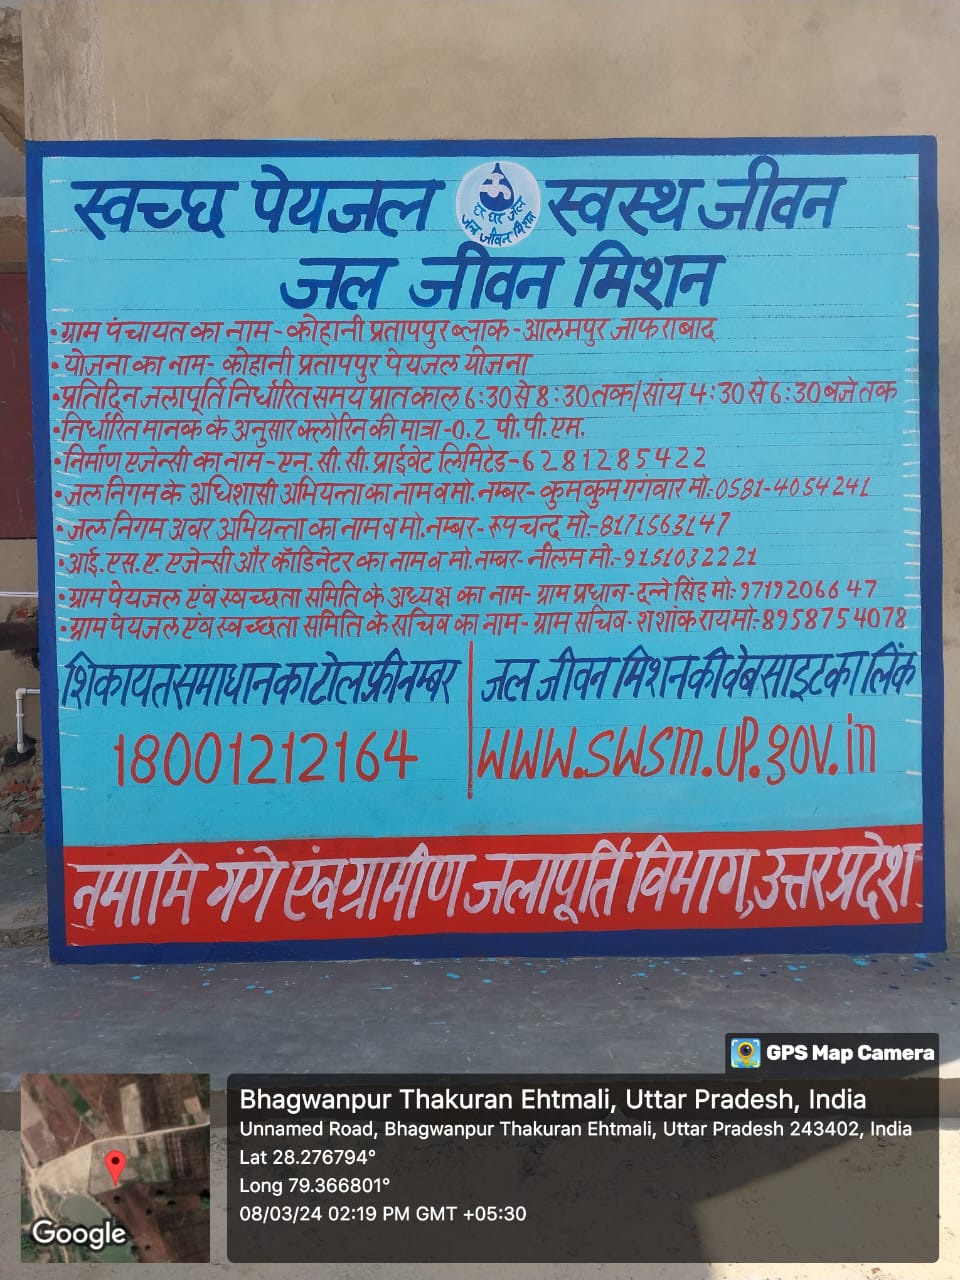 स्वच्छ पेयजल स्वस्थ जीवन
हर घर जल
जल जीवन मिशन
जल जीवन मिशन
• ग्राम पंचायत का नाम - कोहानी प्रतापपुर ब्लाक - आलमपुर जाफराबाद
• योजना का नाम - कोहानी प्रतापपुर पेयजल योजना
• प्रतिदिन जलापूर्ति निर्धारित समय प्रात काल 6:30 से 8:30 तक/सांय 4:30 से 6:30 बजे तक
• निर्धारित मानक के अनुसार क्लोरिन की मात्रा - 0.2 पी.पी.एम.
• निर्माण एजेन्सी का नाम - एन.सी.सी. प्राईवेट लिमिटेड - 6281285422
• जल निगम के अधिशासी अभियन्ता का नाम व मो. नम्बर - कुमकुम गंगवार मो: 0581-4054241
• जल निगम अवर अभियन्ता का नाम व मो. नम्बर - रूपचन्द्र मो - 8171563147
• आई. एस. ए. एजेन्सी और कॉडिनेटर का नाम व मो. नम्बर - नीलम मो:- 9151032221
• ग्राम पेयजल एंव स्वच्छता समिति के अध्यक्ष का नाम - ग्राम प्रधान - दन्ने सिंह मो: 9719206647
• ग्राम पेयजल एंव स्वच्छता समिति के सचिव का नाम - ग्राम सचिव - शशांक राय मो:- 8958754078
शिकायत समाधान का टोल फ्री नम्बर
18001212164
जल जीवन मिशन की वेबसाइट का लिंक
www.swsm.up.gov.in
नमामि गंगे एंव ग्रामीण जलापूर्ति विभाग, उत्तर प्रदेश
GPS Map Camera
Bhagwanpur Thakuran Ehtmali, Uttar Pradesh, India
Unnamed Road, Bhagwanpur Thakuran Ehtmali, Uttar Pradesh 243402, India
Lat 28.276794°
Long 79.366801°
08/03/24 02:19 PM GMT +05:30
Google